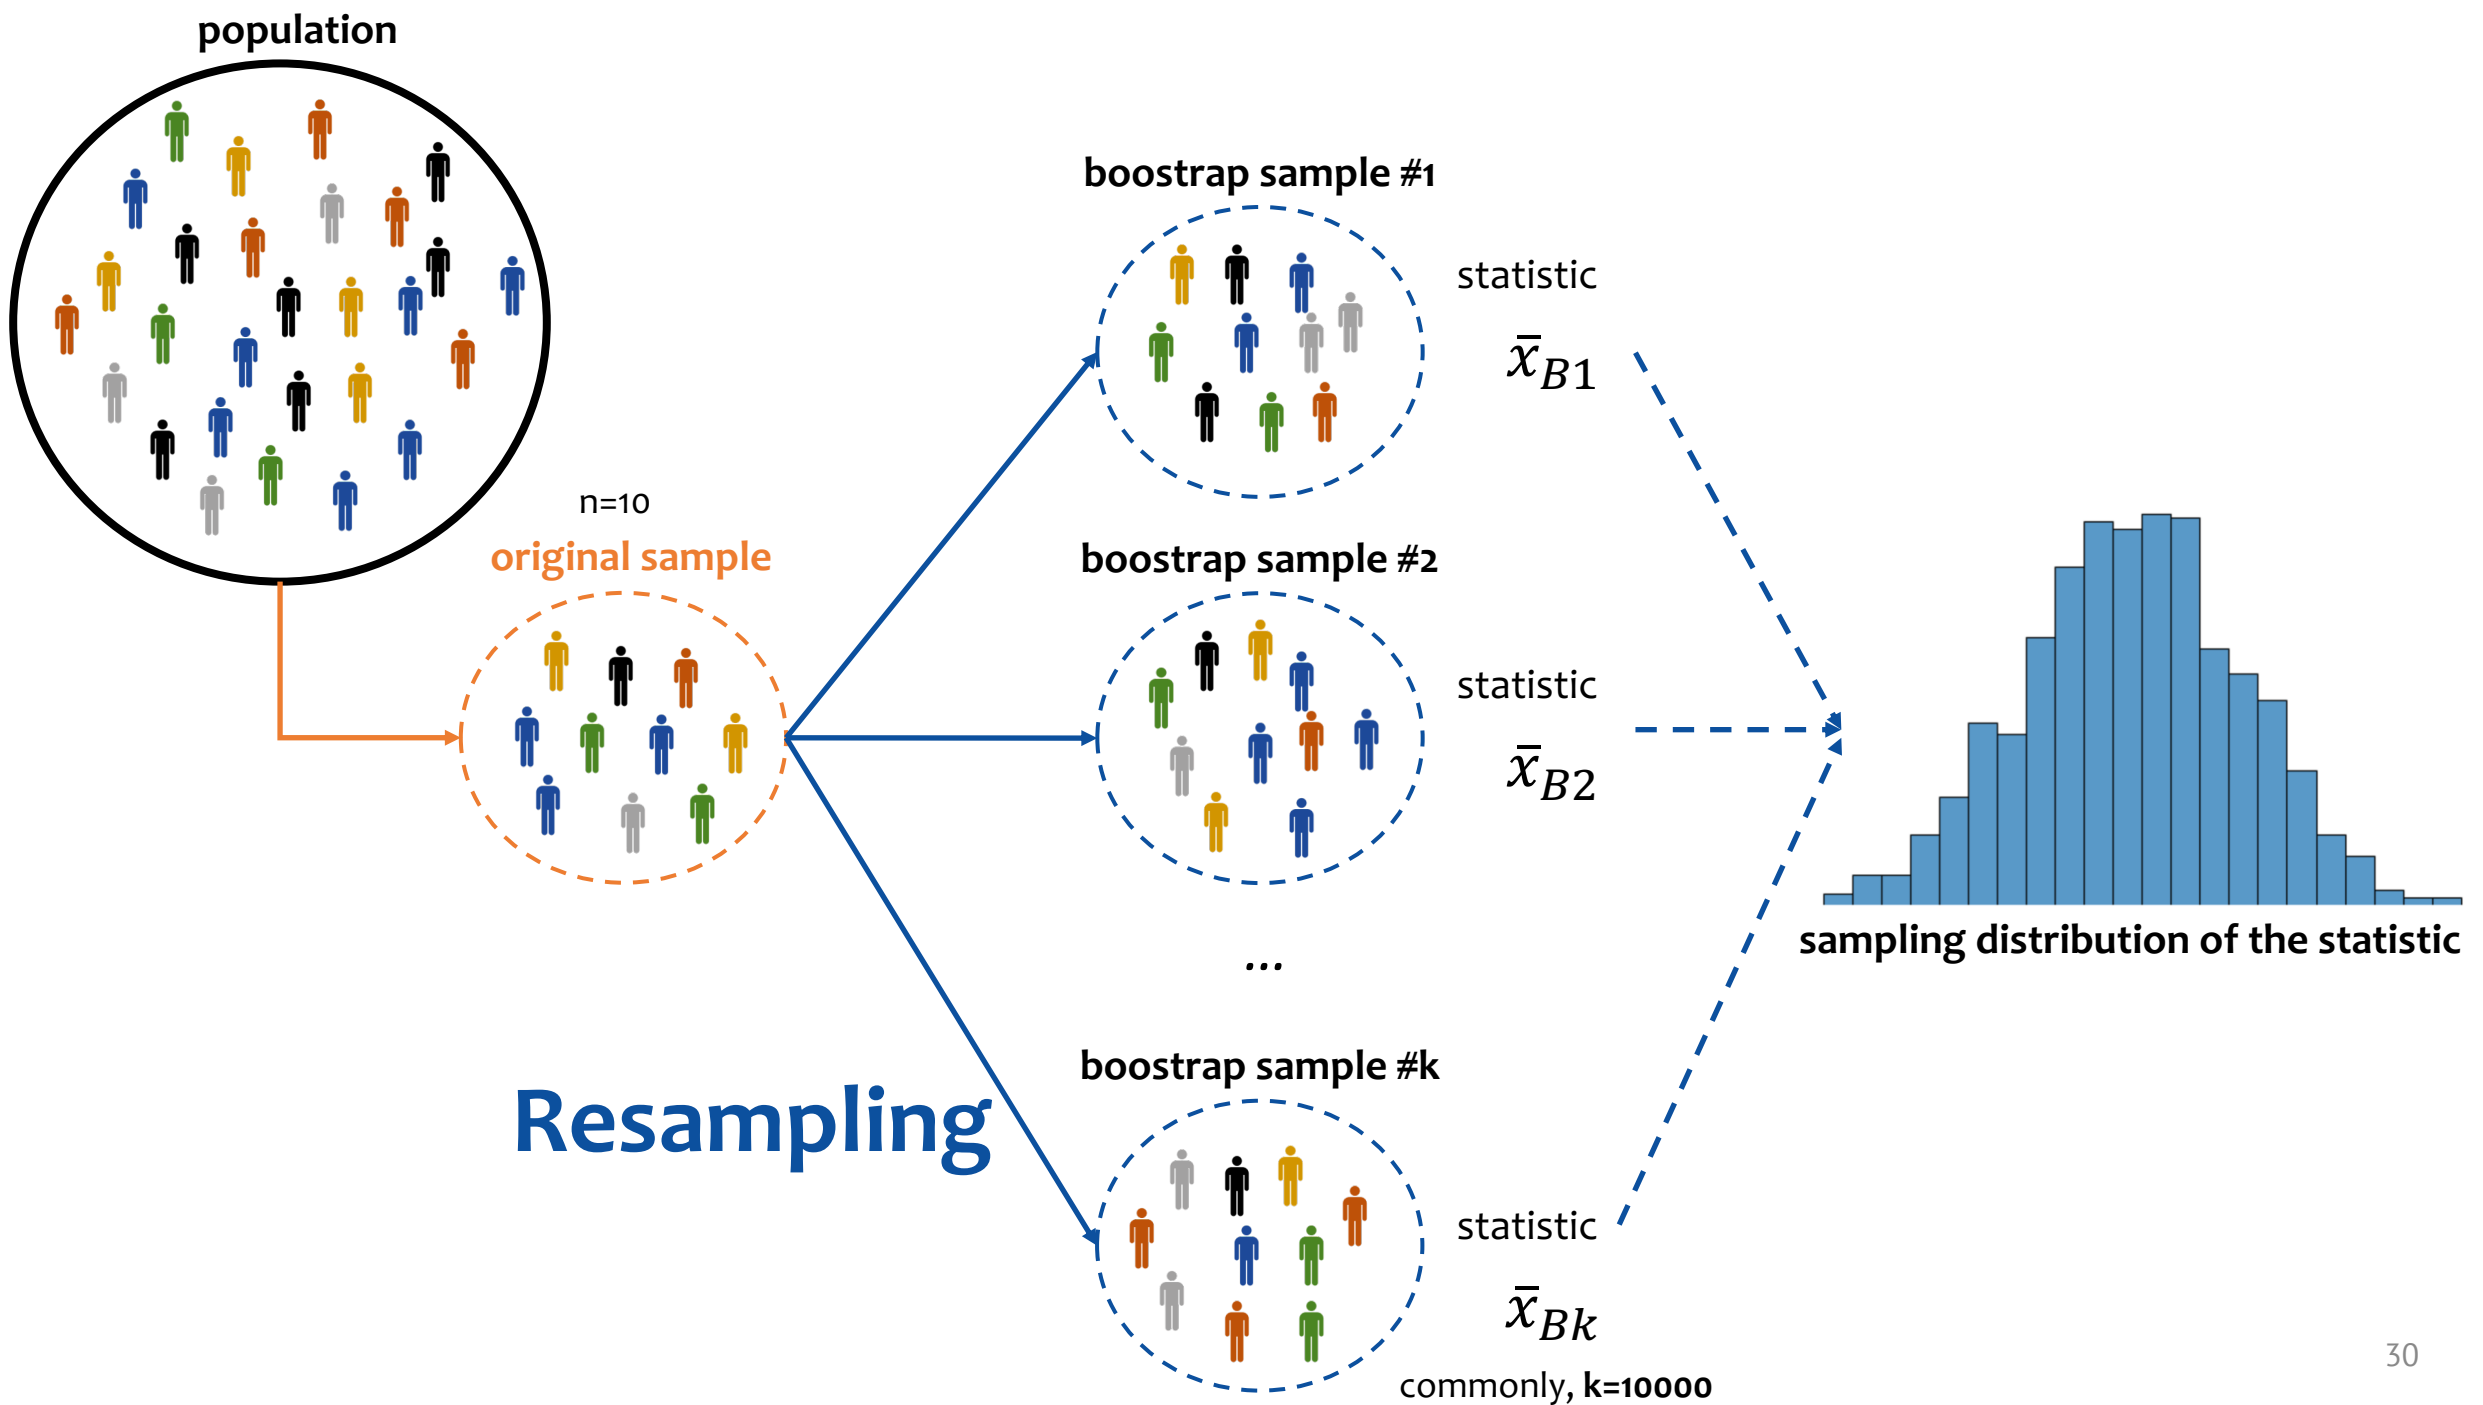 population
n=10
original sample
Resampling
boostrap sample #1
statistic
x̄B1
boostrap sample #2
statistic
x̄B2
...
boostrap sample #k
statistic
x̄Bk
commonly, k=10000
sampling distribution of the statistic
30